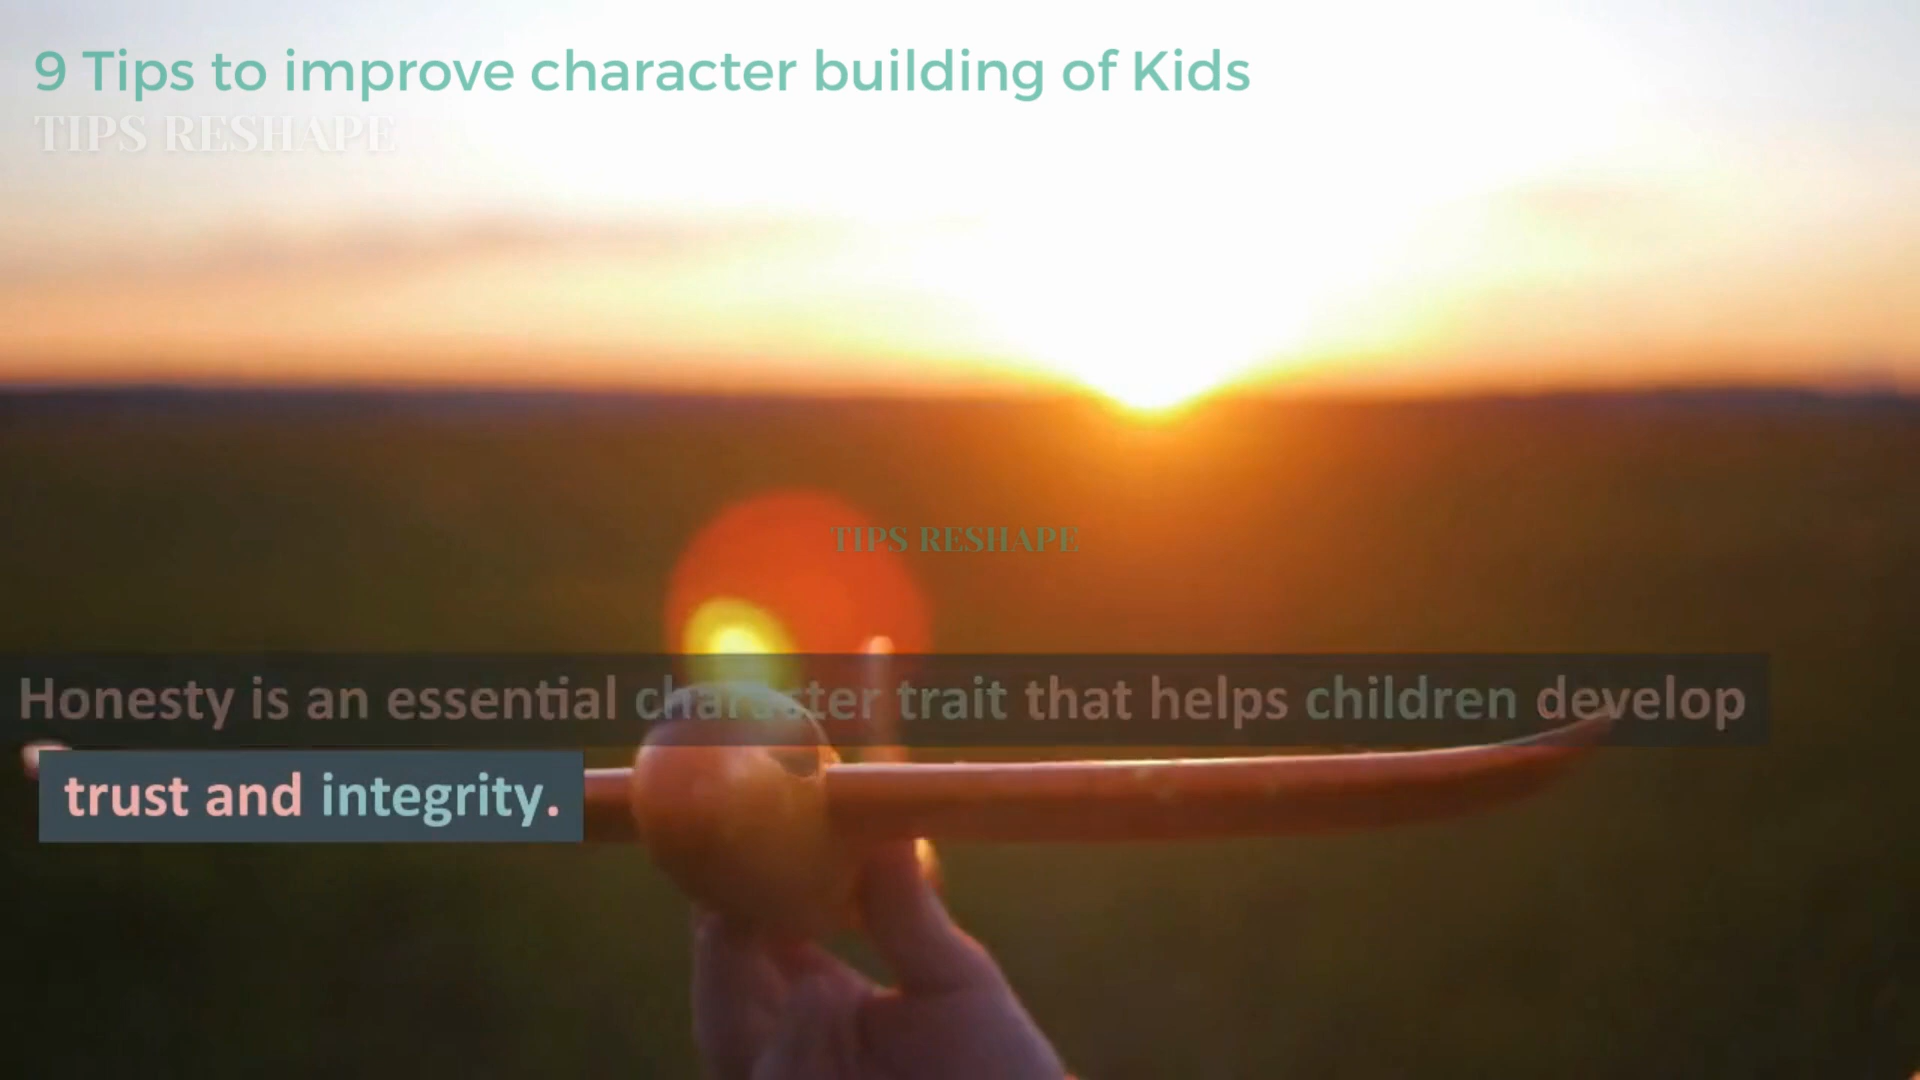 9 Tips to improve character building of Kids
TIPS RESHAPE
TIPS RESHAPE
Honesty is an essential character trait that helps children develop
trust and integrity.